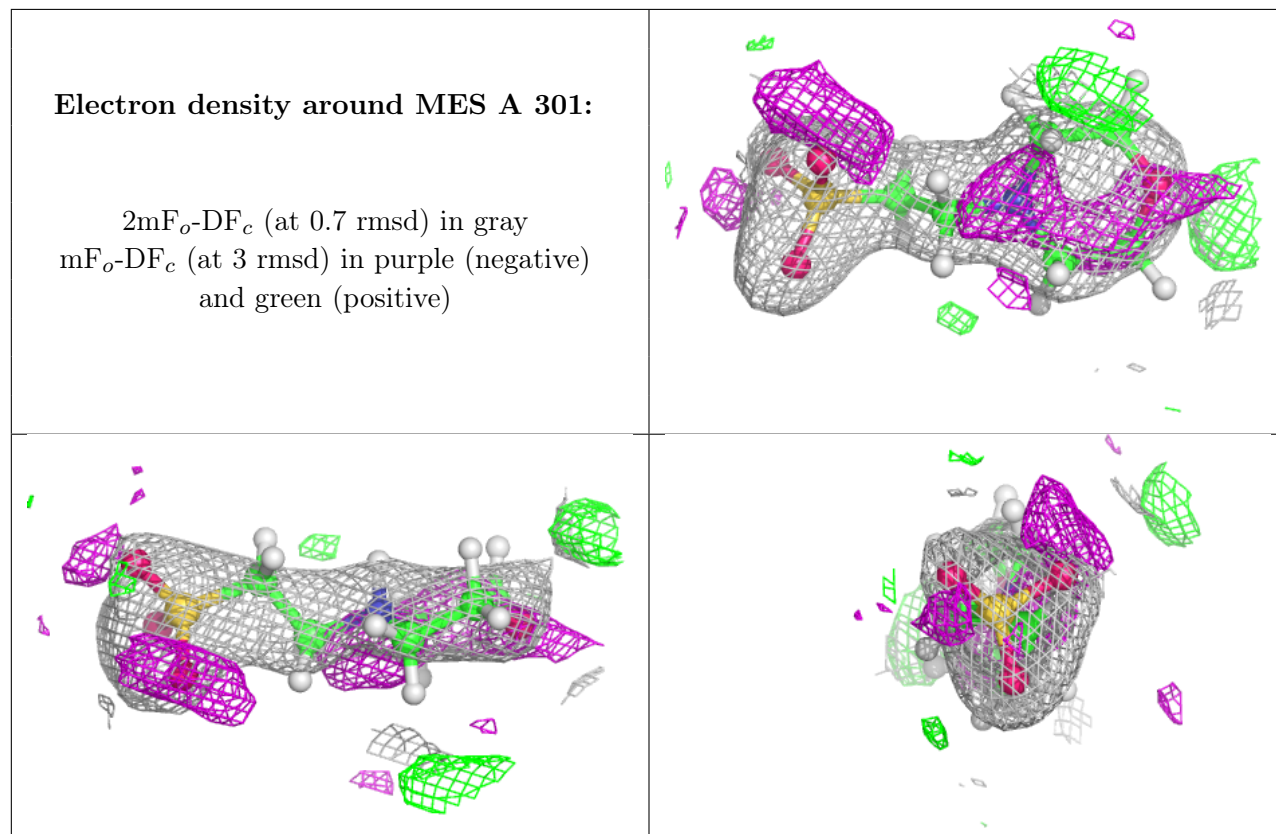 Electron density around MES A 301:
2mFo-DFc (at 0.7 rmsd) in gray
mFo-DFc (at 3 rmsd) in purple (negative)
and green (positive)